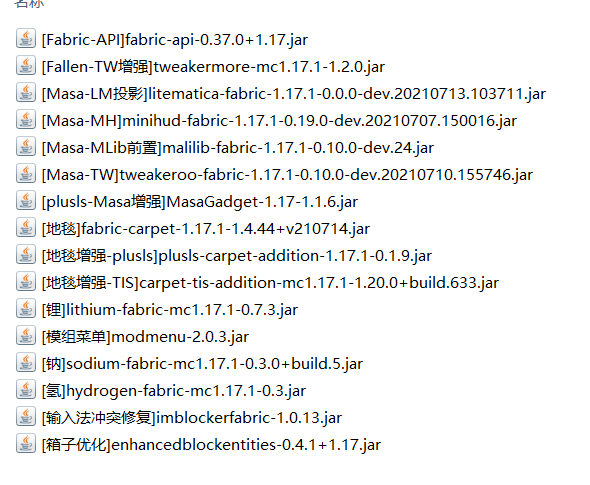 名称
[Fabric-API]fabric-api-0.37.0+1.17.jar
[Fallen-TW增强]tweakermore-mc1.17.1-1.2.0.jar
[Masa-LM投影]litematica-fabric-1.17.1-0.0.0-dev.20210713.103711.jar
[Masa-MH]minihud-fabric-1.17.1-0.19.0-dev.20210707.150016.jar
[Masa-MLib前置]malilib-fabric-1.17.1-0.10.0-dev.24.jar
[Masa-TW]tweakeroo-fabric-1.17.1-0.10.0-dev.20210710.155746.jar
[plusls-Masa增强]MasaGadget-1.17-1.1.6.jar
[地毯]fabric-carpet-1.17.1-1.4.44+v210714.jar
[地毯增强-plusls]plusls-carpet-addition-1.17.1-0.1.9.jar
[地毯增强-TIS]carpet-tis-addition-mc1.17.1-1.20.0+build.633.jar
[锂]lithium-fabric-mc1.17.1-0.7.3.jar
[模组菜单]modmenu-2.0.3.jar
[钠]sodium-fabric-mc1.17.1-0.3.0+build.5.jar
[氢]hydrogen-fabric-mc1.17.1-0.3.jar
[输入法冲突修复]imblockerfabric-1.0.13.jar
[箱子优化]enhancedblockentities-0.4.1+1.17.jar